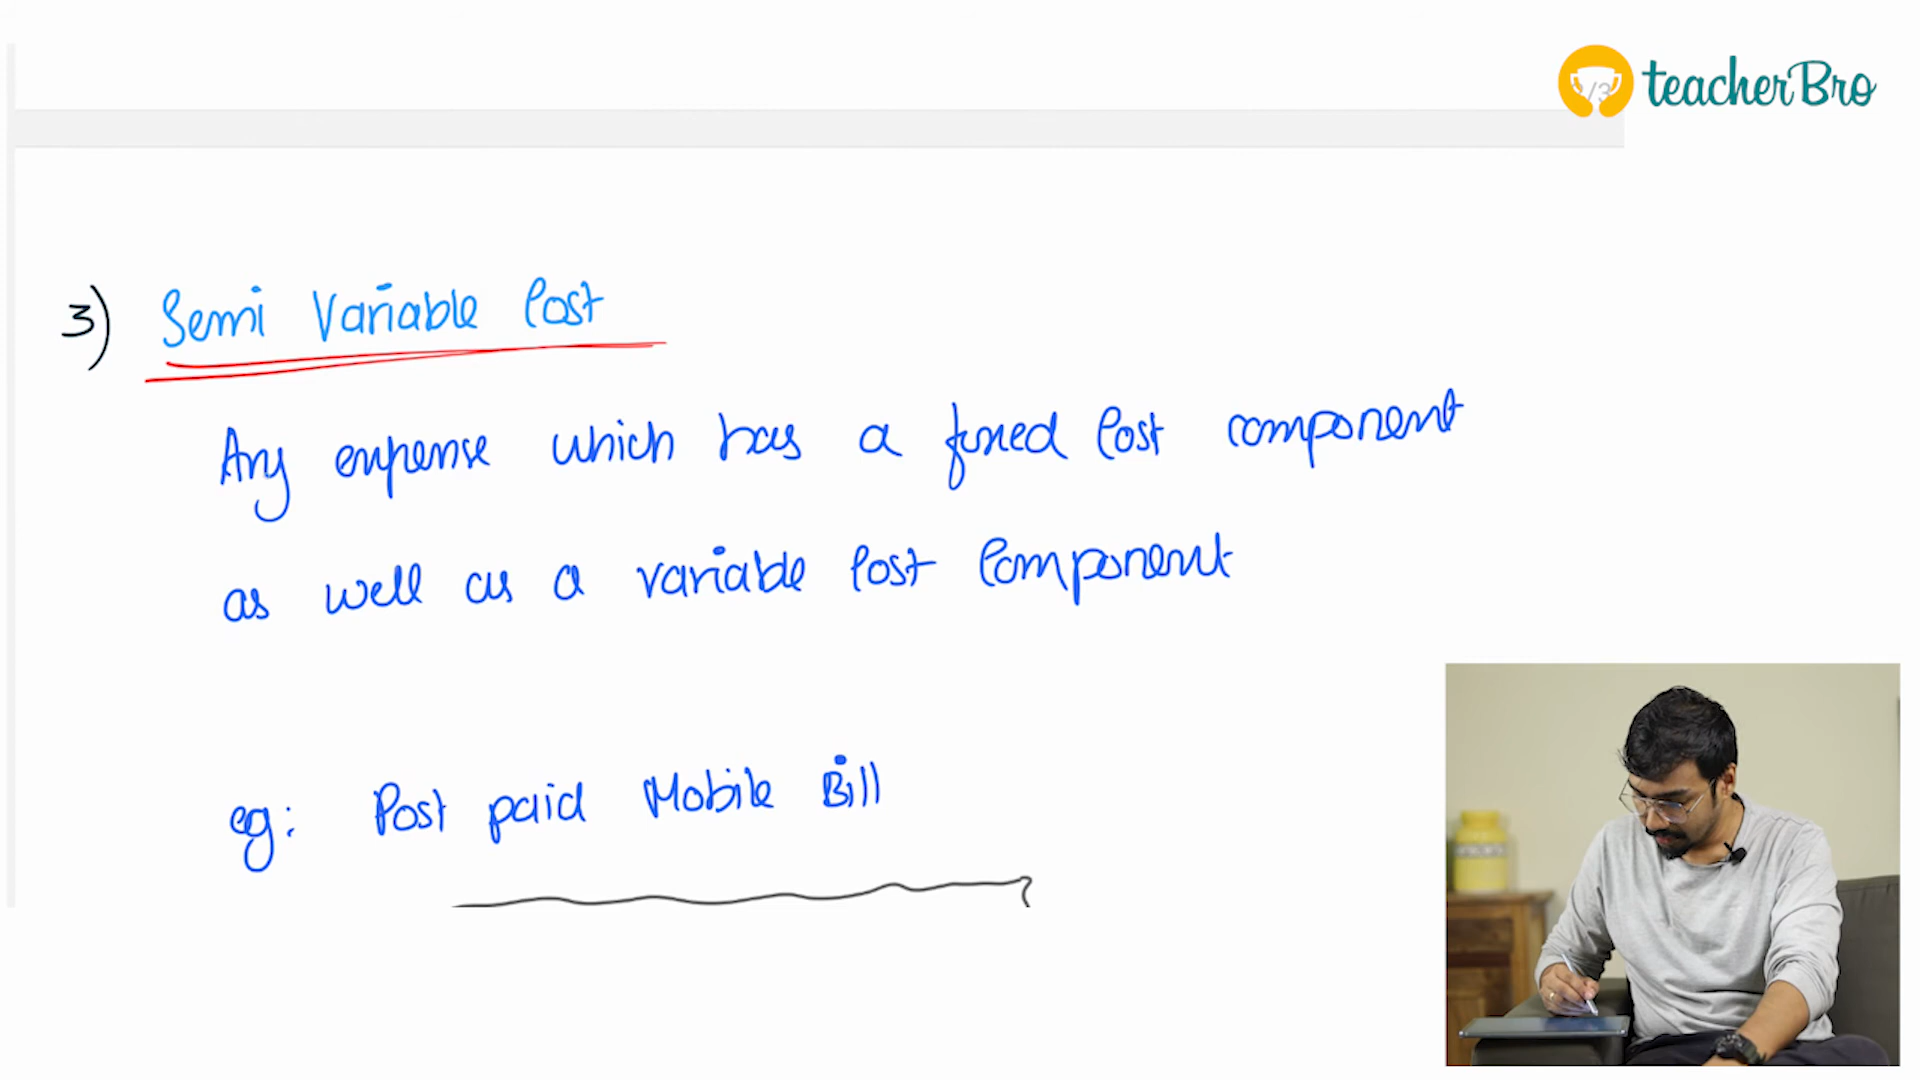 teacherBro
3) Semi Variable Cost
Any expense which has a fixed Cost component
as well as a variable Cost Component
eg: Post paid Mobile Bill